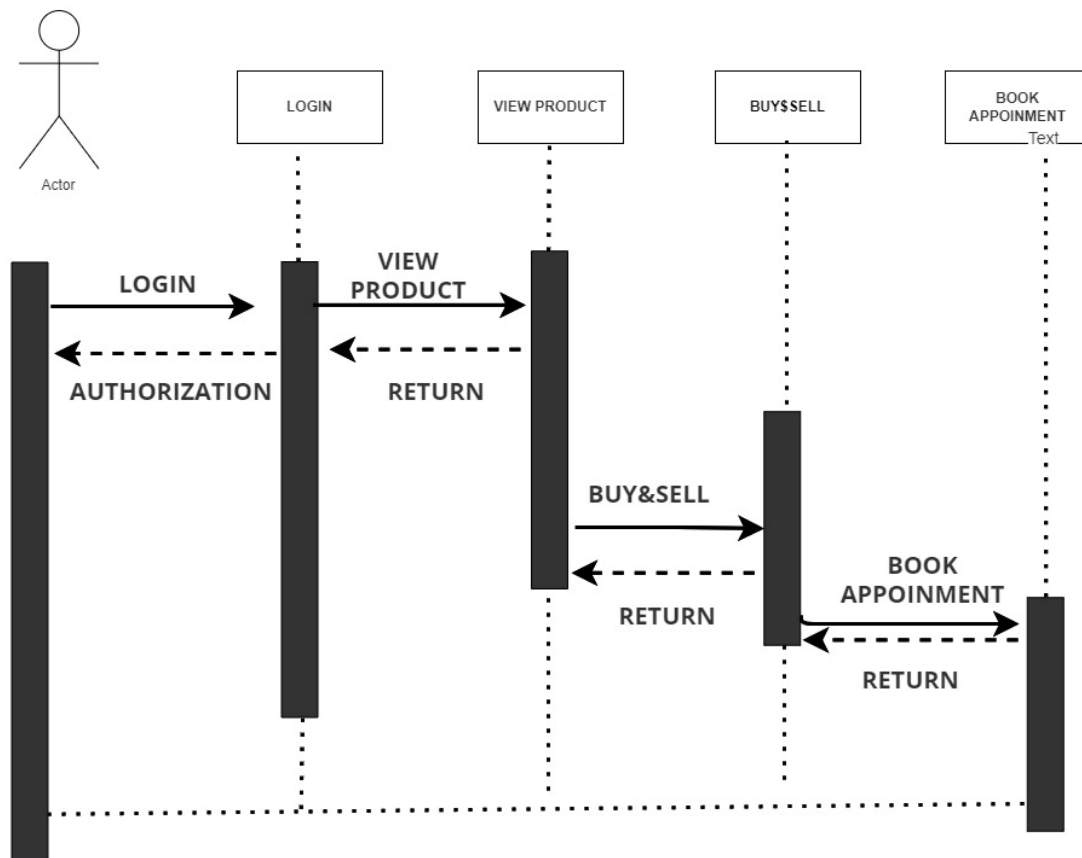 Actor
LOGIN
VIEW PRODUCT
BUY$SELL
BOOK
APPOINMENT
Text
LOGIN
VIEW
PRODUCT
AUTHORIZATION
RETURN
BUY&SELL
RETURN
BOOK
APPOINMENT
RETURN